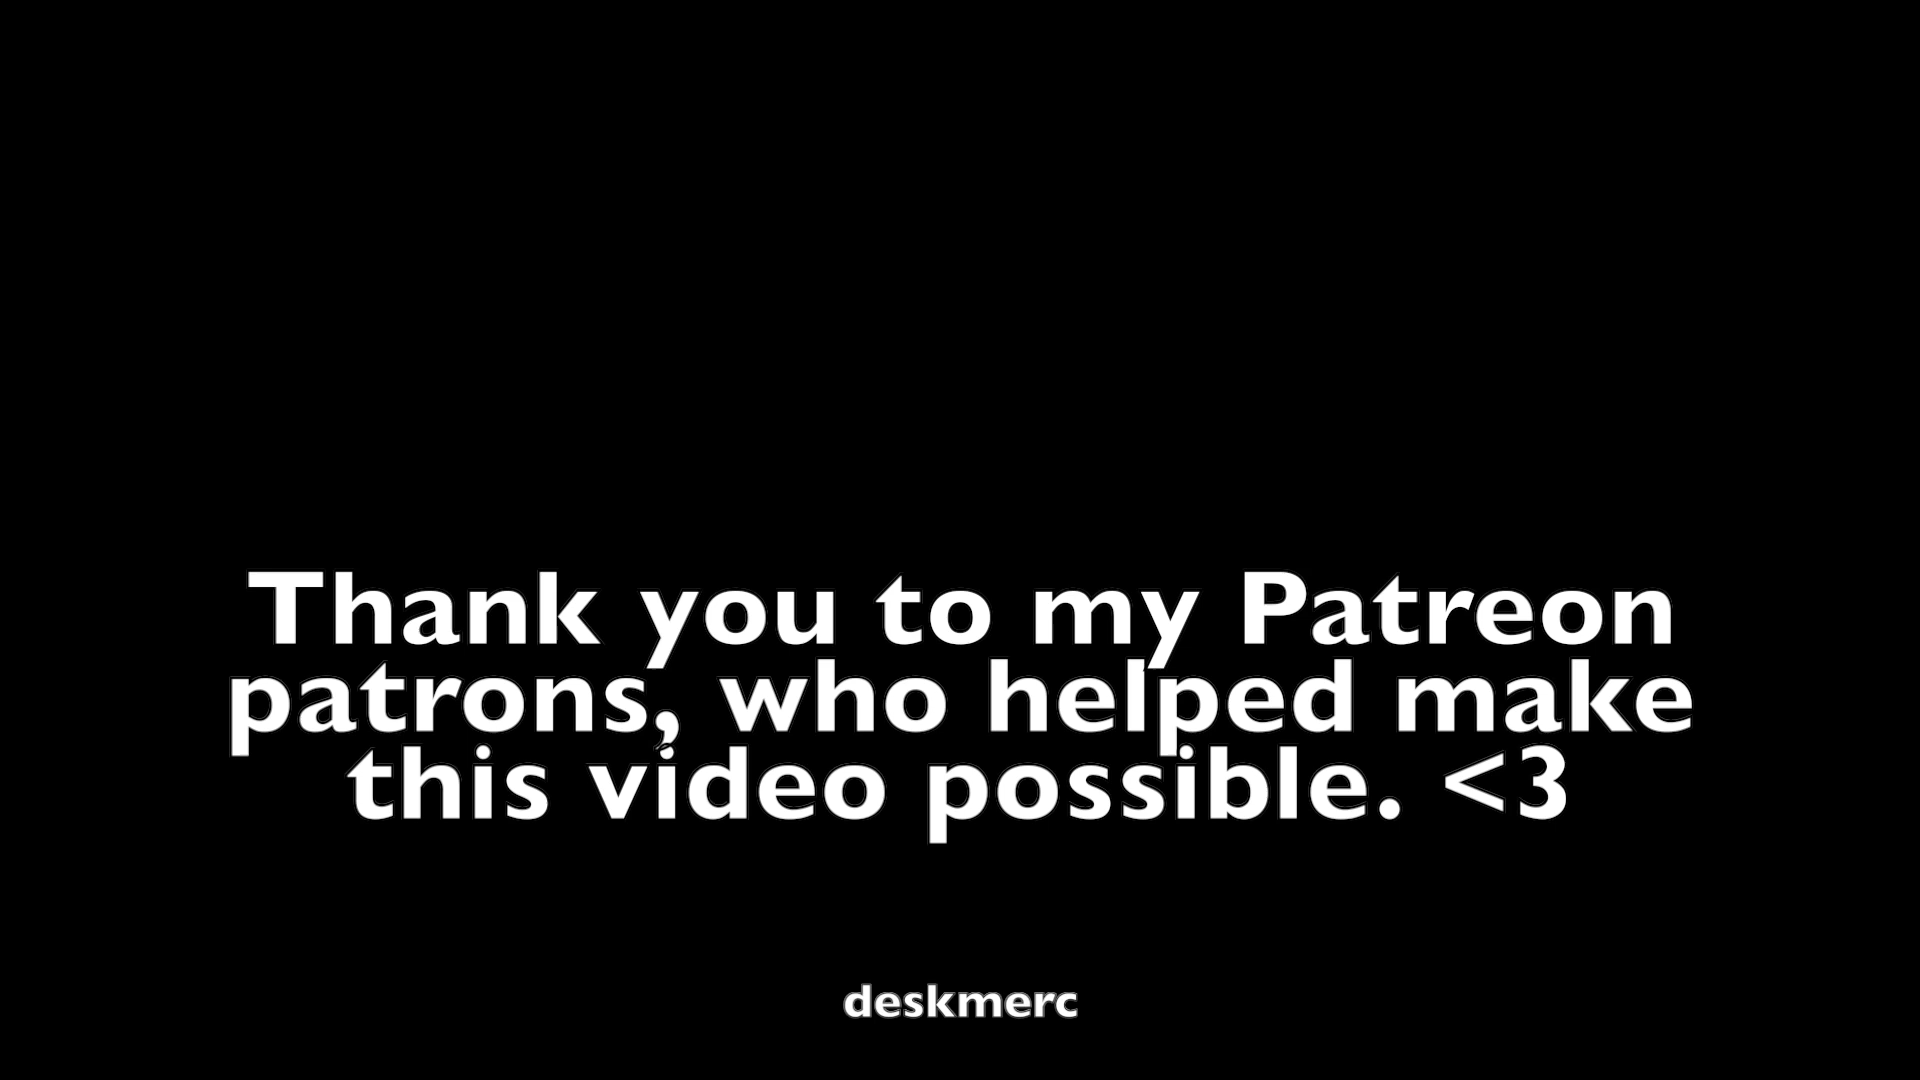 Thank you to my Patreon
patrons, who helped make
this video possible. <3
deskmerc